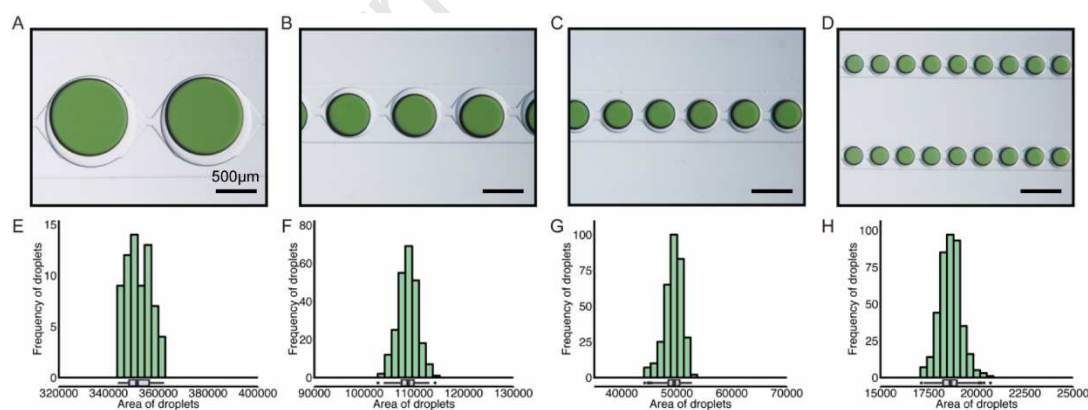 A
B
C
D
500μm
E
F
G
H
Frequency of droplets
15
10
5
0
320000 340000 360000 380000 400000
Area of droplets
Frequency of droplets
80
60
40
20
0
90000 100000 110000 120000 130000
Area of droplets
Frequency of droplets
100
75
50
25
0
40000 50000 60000 70000
Area of droplets
Frequency of droplets
100
75
50
25
0
15000 17500 20000 22500 25000
Area of droplets